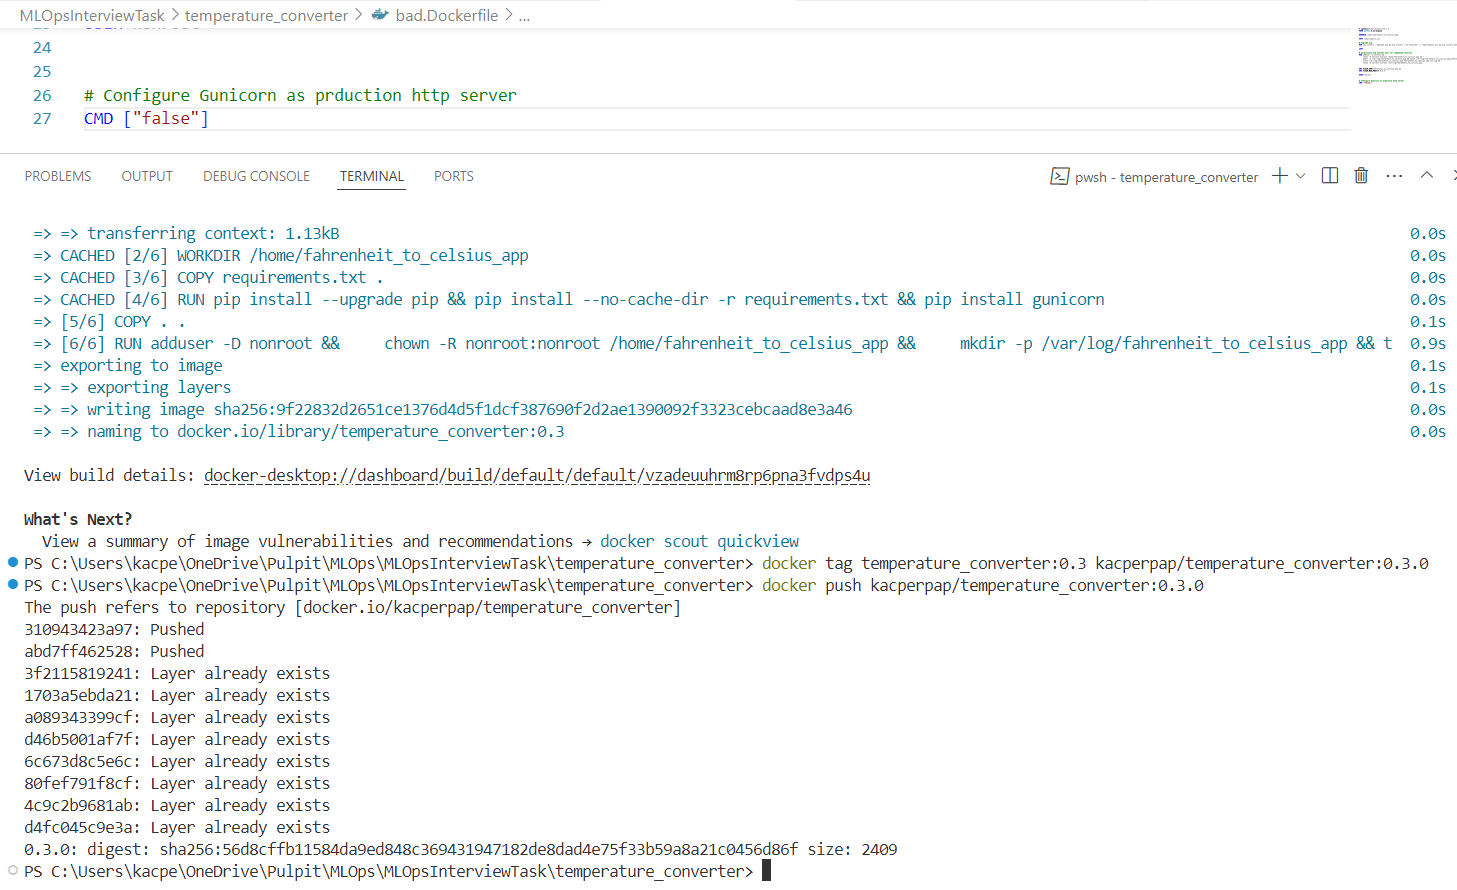 MLOpsInterviewTask > temperature_converter > bad.Dockerfile > ...
24
25
26 # Configure Gunicorn as prduction http server
27 CMD ["false"]
PROBLEMS OUTPUT DEBUG CONSOLE TERMINAL PORTS pwsh - temperature_converter
=> => transferring context: 1.13kB 0.0s
=> CACHED [2/6] WORKDIR /home/fahrenheit_to_celsius_app 0.0s
=> CACHED [3/6] COPY requirements.txt . 0.0s
=> CACHED [4/6] RUN pip install --upgrade pip && pip install --no-cache-dir -r requirements.txt && pip install gunicorn 0.0s
=> [5/6] COPY . . 0.1s
=> [6/6] RUN adduser -D nonroot && chown -R nonroot:nonroot /home/fahrenheit_to_celsius_app && mkdir -p /var/log/fahrenheit_to_celsius_app && t 0.9s
=> exporting to image 0.1s
=> => exporting layers 0.1s
=> => writing image sha256:9f22832d2651ce1376d4d5f1dcf387690f2d2ae1390092f3323cebcaad8e3a46 0.0s
=> => naming to docker.io/library/temperature_converter:0.3 0.0s
View build details: docker-desktop://dashboard/build/default/default/vzadeuuhrm8rp6pna3fvdps4u
What's Next?
View a summary of image vulnerabilities and recommendations → docker scout quickview
PS C:\Users\kacpe\OneDrive\Pulpit\MLOps\MLOpsInterviewTask\temperature_converter> docker tag temperature_converter:0.3 kacperpap/temperature_converter:0.3.0
PS C:\Users\kacpe\OneDrive\Pulpit\MLOps\MLOpsInterviewTask\temperature_converter> docker push kacperpap/temperature_converter:0.3.0
The push refers to repository [docker.io/kacperpap/temperature_converter]
310943423a97: Pushed
abd7ff462528: Pushed
3f2115819241: Layer already exists
1703a5ebda21: Layer already exists
a089343399cf: Layer already exists
d46b5001af7f: Layer already exists
6c673d8c5e6c: Layer already exists
80fef791f8cf: Layer already exists
4c9c2b9681ab: Layer already exists
d4fc045c9e3a: Layer already exists
0.3.0: digest: sha256:56d8cffb11584da9ed848c369431947182de8dad4e75f33b59a8a21c0456d86f size: 2409
PS C:\Users\kacpe\OneDrive\Pulpit\MLOps\MLOpsInterviewTask\temperature_converter>